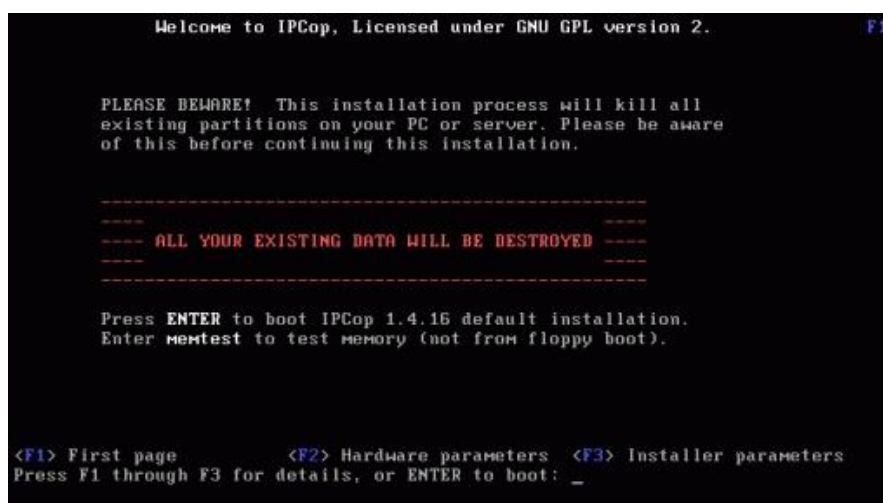 Welcome to IPCop, Licensed under GNU GPL version 2. F1
PLEASE BEWARE! This installation process will kill all
existing partitions on your PC or server. Please be aware
of this before continuing this installation.
--------------------------------------------------
---- ----
---- ALL YOUR EXISTING DATA WILL BE DESTROYED ----
---- ----
--------------------------------------------------
Press ENTER to boot IPCop 1.4.16 default installation.
Enter memtest to test memory (not from floppy boot).
<F1> First page <F2> Hardware parameters <F3> Installer parameters
Press F1 through F3 for details, or ENTER to boot: _